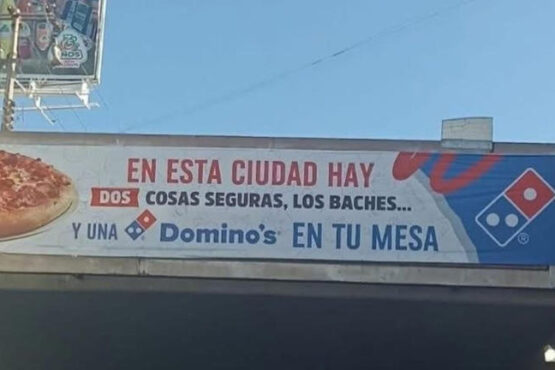 EN ESTA CIUDAD HAY
DOS COSAS SEGURAS, LOS BACHES...
Y UNA Domino's EN TU MESA
®